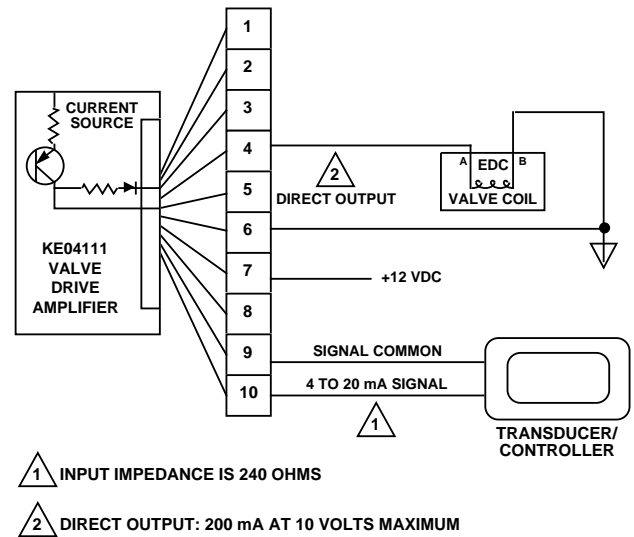 1
2
3
4
5
6
7
8
9
10
CURRENT
SOURCE
KE04111
VALVE
DRIVE
AMPLIFIER
2
DIRECT OUTPUT
A EDC B
VALVE COIL
+12 VDC
SIGNAL COMMON
4 TO 20 mA SIGNAL
1
TRANSDUCER/
CONTROLLER
1 INPUT IMPEDANCE IS 240 OHMS
2 DIRECT OUTPUT: 200 mA AT 10 VOLTS MAXIMUM